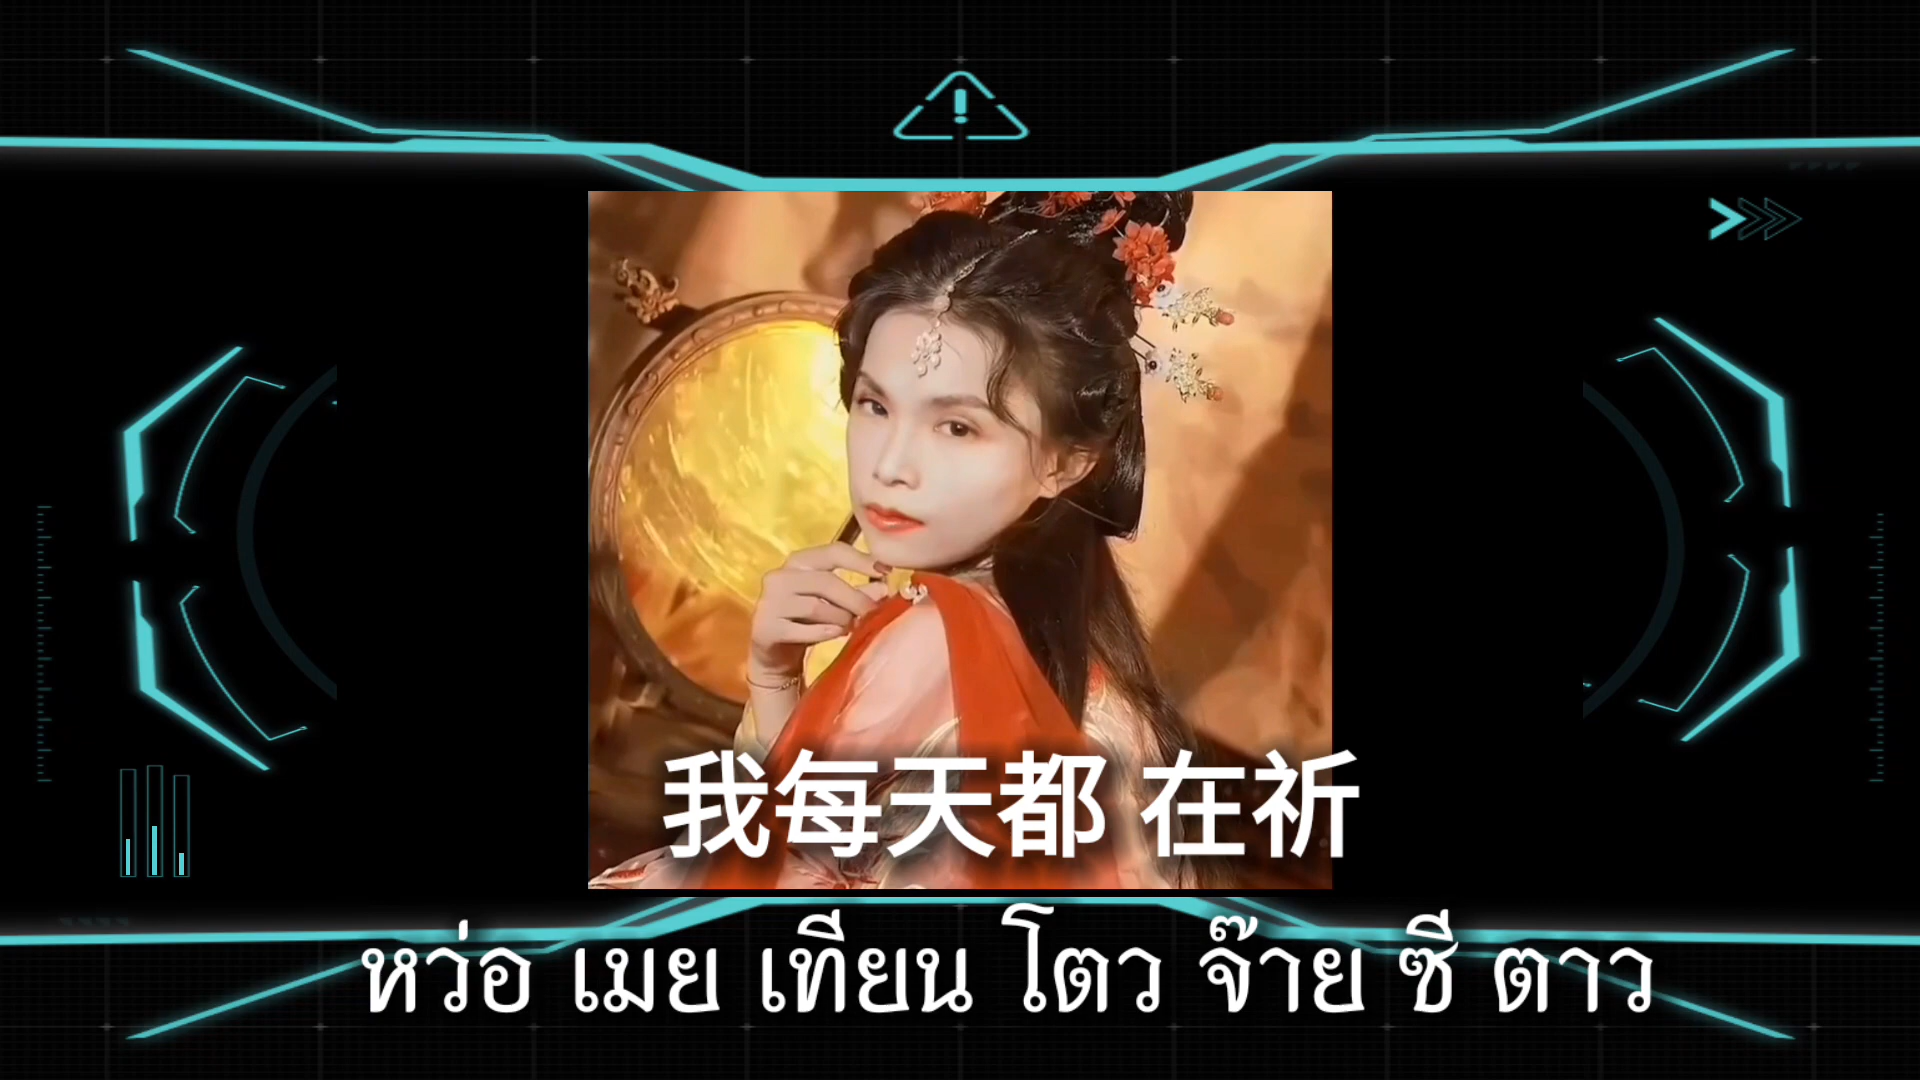 我每天都 在祈
หว่อ เมย เทียน โตว จ๊าย ซี ตาว